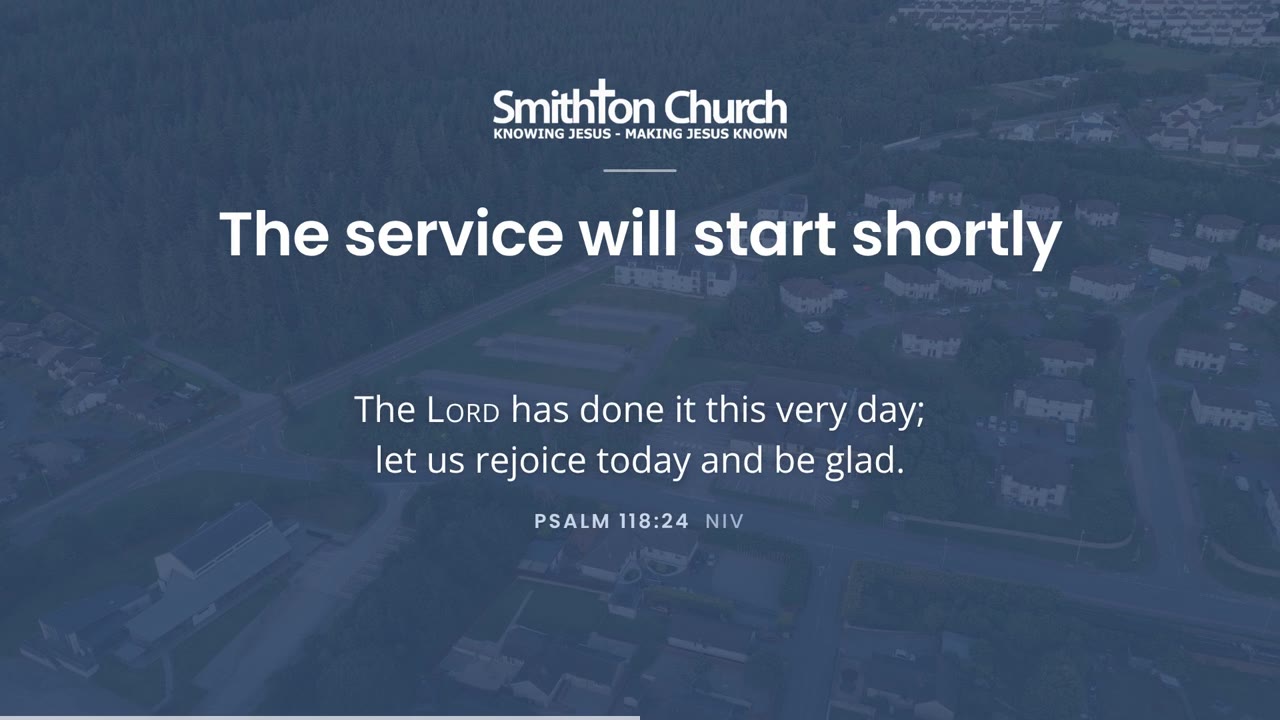 Smithton Church
KNOWING JESUS - MAKING JESUS KNOWN
The service will start shortly
The LORD has done it this very day;
let us rejoice today and be glad.
PSALM 118:24 NIV